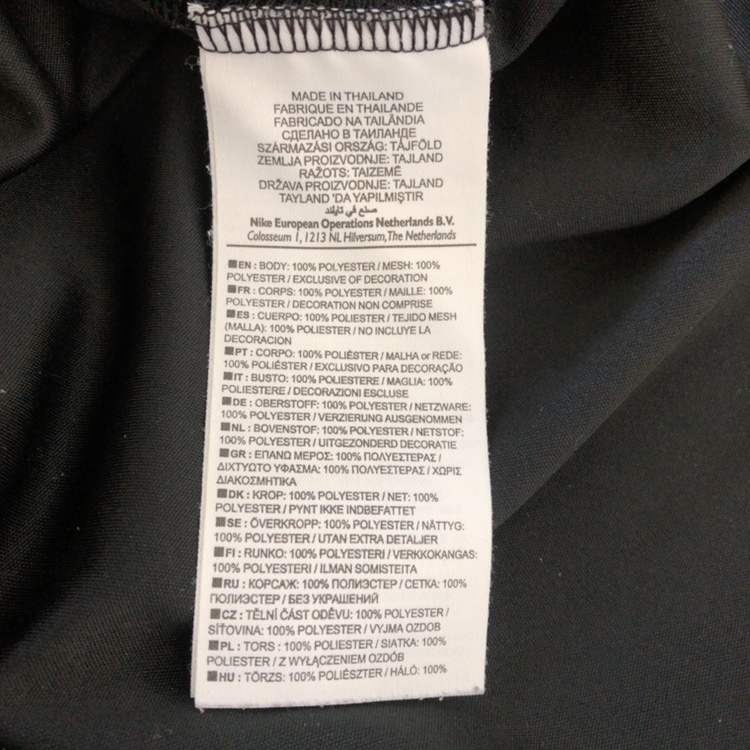 MADE IN THAILAND
FABRIQUE EN THAILANDE
FABRICADO NA TAILÂNDIA
СДЕЛАНО В ТАИЛАНДЕ
SZÁRMAZÁSI ORSZÁG: TÁJFÖLD
ZEMLJA PROIZVODNJE: TAJLAND
RAŽOTS: TAIZEMĒ
DRŽAVA PROIZVODNJE: TAJLAND
TAYLAND 'DA YAPILMIŞTIR
صنع في تايلند
Nike European Operations Netherlands B.V.
Colosseum 1, 1213 NL Hilversum,The Netherlands
■EN : BODY: 100% POLYESTER / MESH: 100%
POLYESTER / EXCLUSIVE OF DECORATION
■FR : CORPS: 100% POLYESTER / MAILLE: 100%
POLYESTER / DECORATION NON COMPRISE
■ES : CUERPO: 100% POLIESTER / TEJIDO MESH
(MALLA): 100% POLIESTER / NO INCLUYE LA
DECORACION
■PT : CORPO: 100% POLIÉSTER / MALHA or REDE:
100% POLIÉSTER / EXCLUSIVO PARA DECORAÇÃO
■IT : BUSTO: 100% POLIESTERE / MAGLIA: 100%
POLIESTERE / DECORAZIONI ESCLUSE
■DE : OBERSTOFF: 100% POLYESTER / NETZWARE:
100% POLYESTER / VERZIERUNG AUSGENOMMEN
■NL : BOVENSTOF: 100% POLYESTER / NETSTOF:
100% POLYESTER / UITGEZONDERD DECORATIE
■GR : ΕΠΑΝΩ ΜΕΡΟΣ: 100% ΠΟΛΥΕΣΤΕΡΑΣ /
ΔΙΧΤΥΩΤΟ ΥΦΑΣΜΑ: 100% ΠΟΛΥΕΣΤΕΡΑΣ / ΧΩΡΙΣ
ΔΙΑΚΟΣΜΗΤΙΚΑ
■DK : KROP: 100% POLYESTER / NET: 100%
POLYESTER / PYNT IKKE INDBEFATTET
■SE : ÖVERKROPP: 100% POLYESTER / NÄTTYG:
100% POLYESTER / UTAN EXTRA DETALJER
■FI : RUNKO: 100% POLYESTERI / VERKKOKANGAS:
100% POLYESTERI / ILMAN SOMISTEITA
■RU : КОРСАЖ: 100% ПОЛИЭСТЕР / СЕТКА: 100%
ПОЛИЭСТЕР / БЕЗ УКРАШЕНИЙ
■CZ : TĚLNÍ ČÁST ODĚVU: 100% POLYESTER /
SÍŤOVINA: 100% POLYESTER / VYJMA OZDOB
■PL : TORS : 100% POLIESTER / SIATKA: 100%
POLIESTER / Z WYŁĄCZENIEM OZDÓB
■HU : TÖRZS: 100% POLIÉSZTER / HÁLÓ: 100%